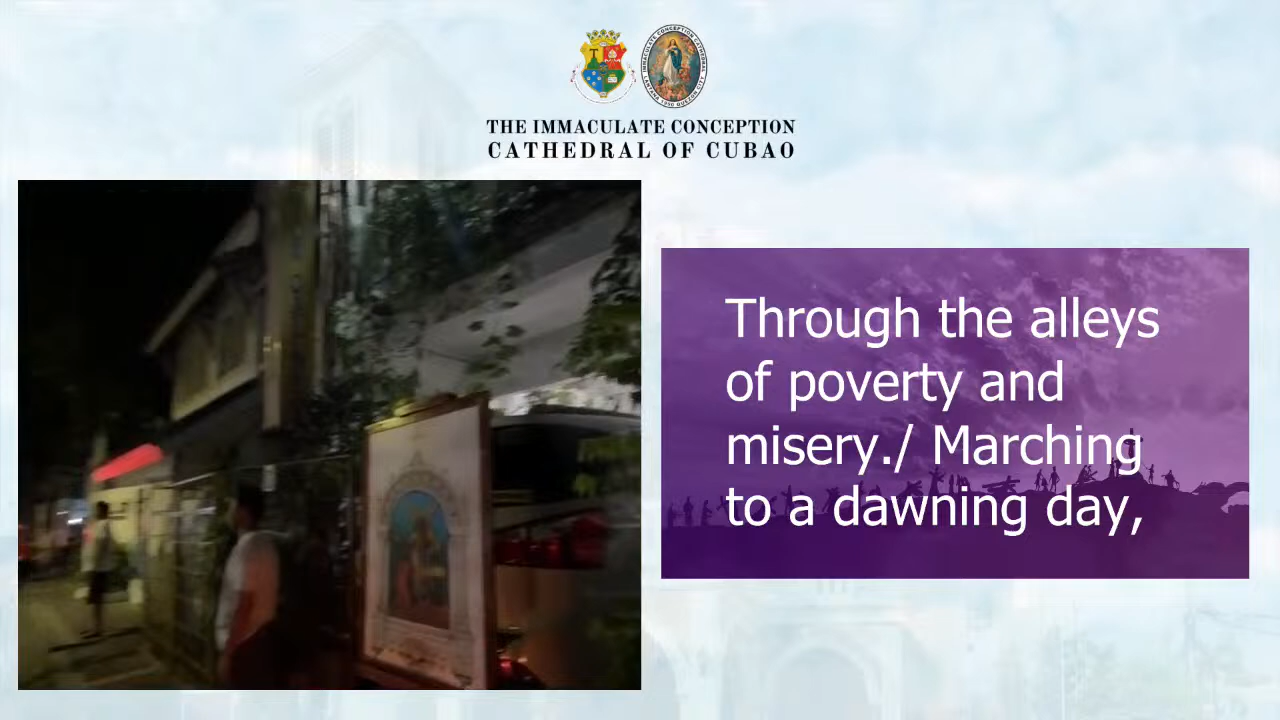 THE IMMACULATE CONCEPTION
CATHEDRAL OF CUBAO
Through the alleys
of poverty and
misery./ Marching
to a dawning day,